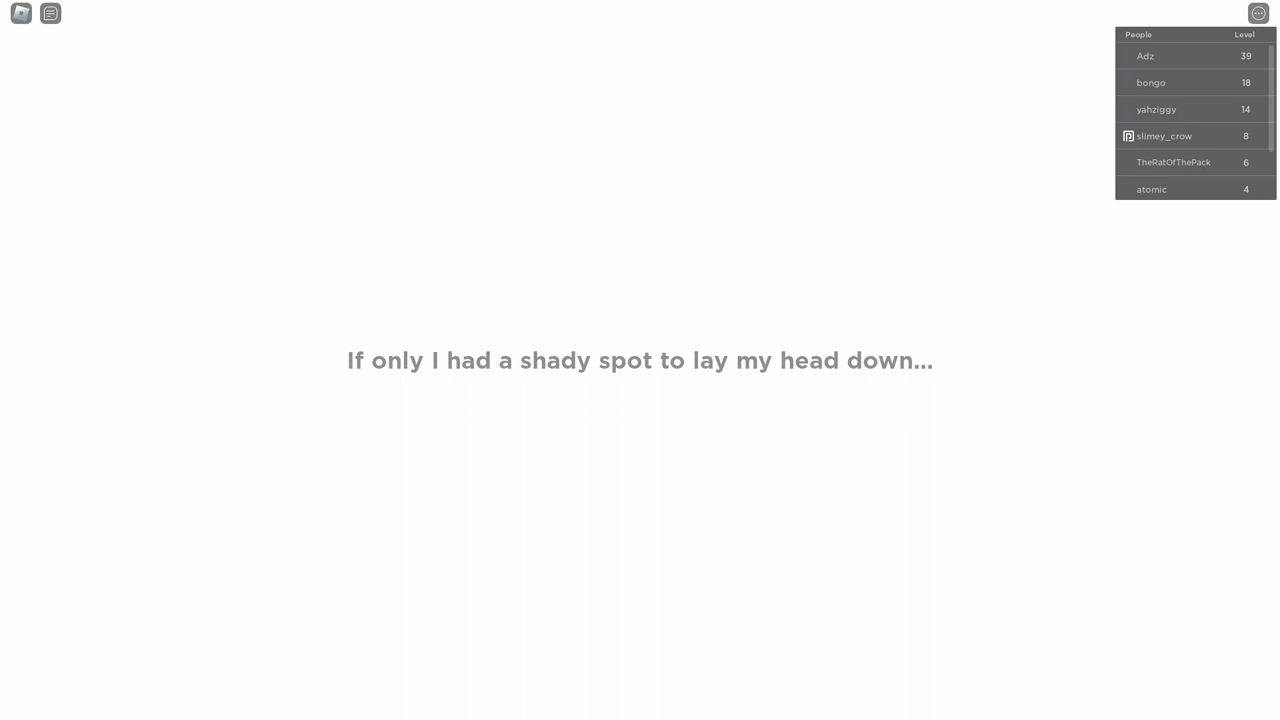 People Level
Adz 39
bongo 18
yahziggy 14
slimey_crow 8
TheRatOfThePack 6
atomic 4
If only I had a shady spot to lay my head down...